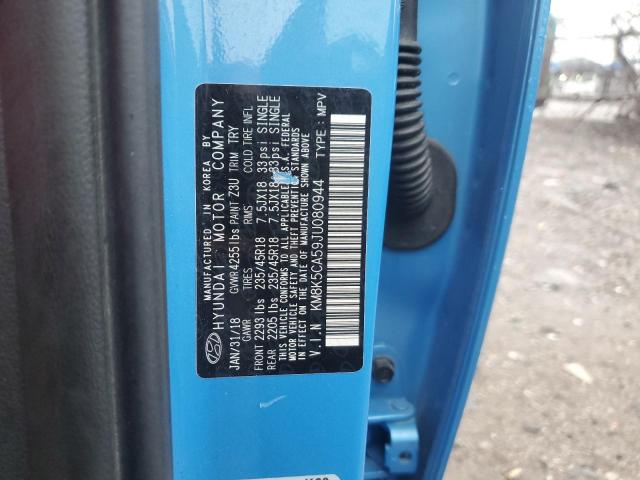 MANUFACTURED IN KOREA BY
HYUNDAI MOTOR COMPANY
JAN/31/18 GVWR4255lbs PAINT Z3U TRIM TRY
GAWR TIRES RIMS COLD TIRE INFL
FRONT 2293 lbs 235/45R18 7.5JX18 33psi SINGLE
REAR 2205 lbs 235/45R18 7.5JX18 33psi SINGLE
THIS VEHICLE CONFORMS TO ALL APPLICABLE U.S.A. FEDERAL
MOTOR VEHICLE SAFETY AND THEFT PREVENTION STANDARDS
IN EFFECT ON THE DATE OF MANUFACTURE SHOWN ABOVE
V.I.N KM8K5CA59JU080944 TYPE: MPV